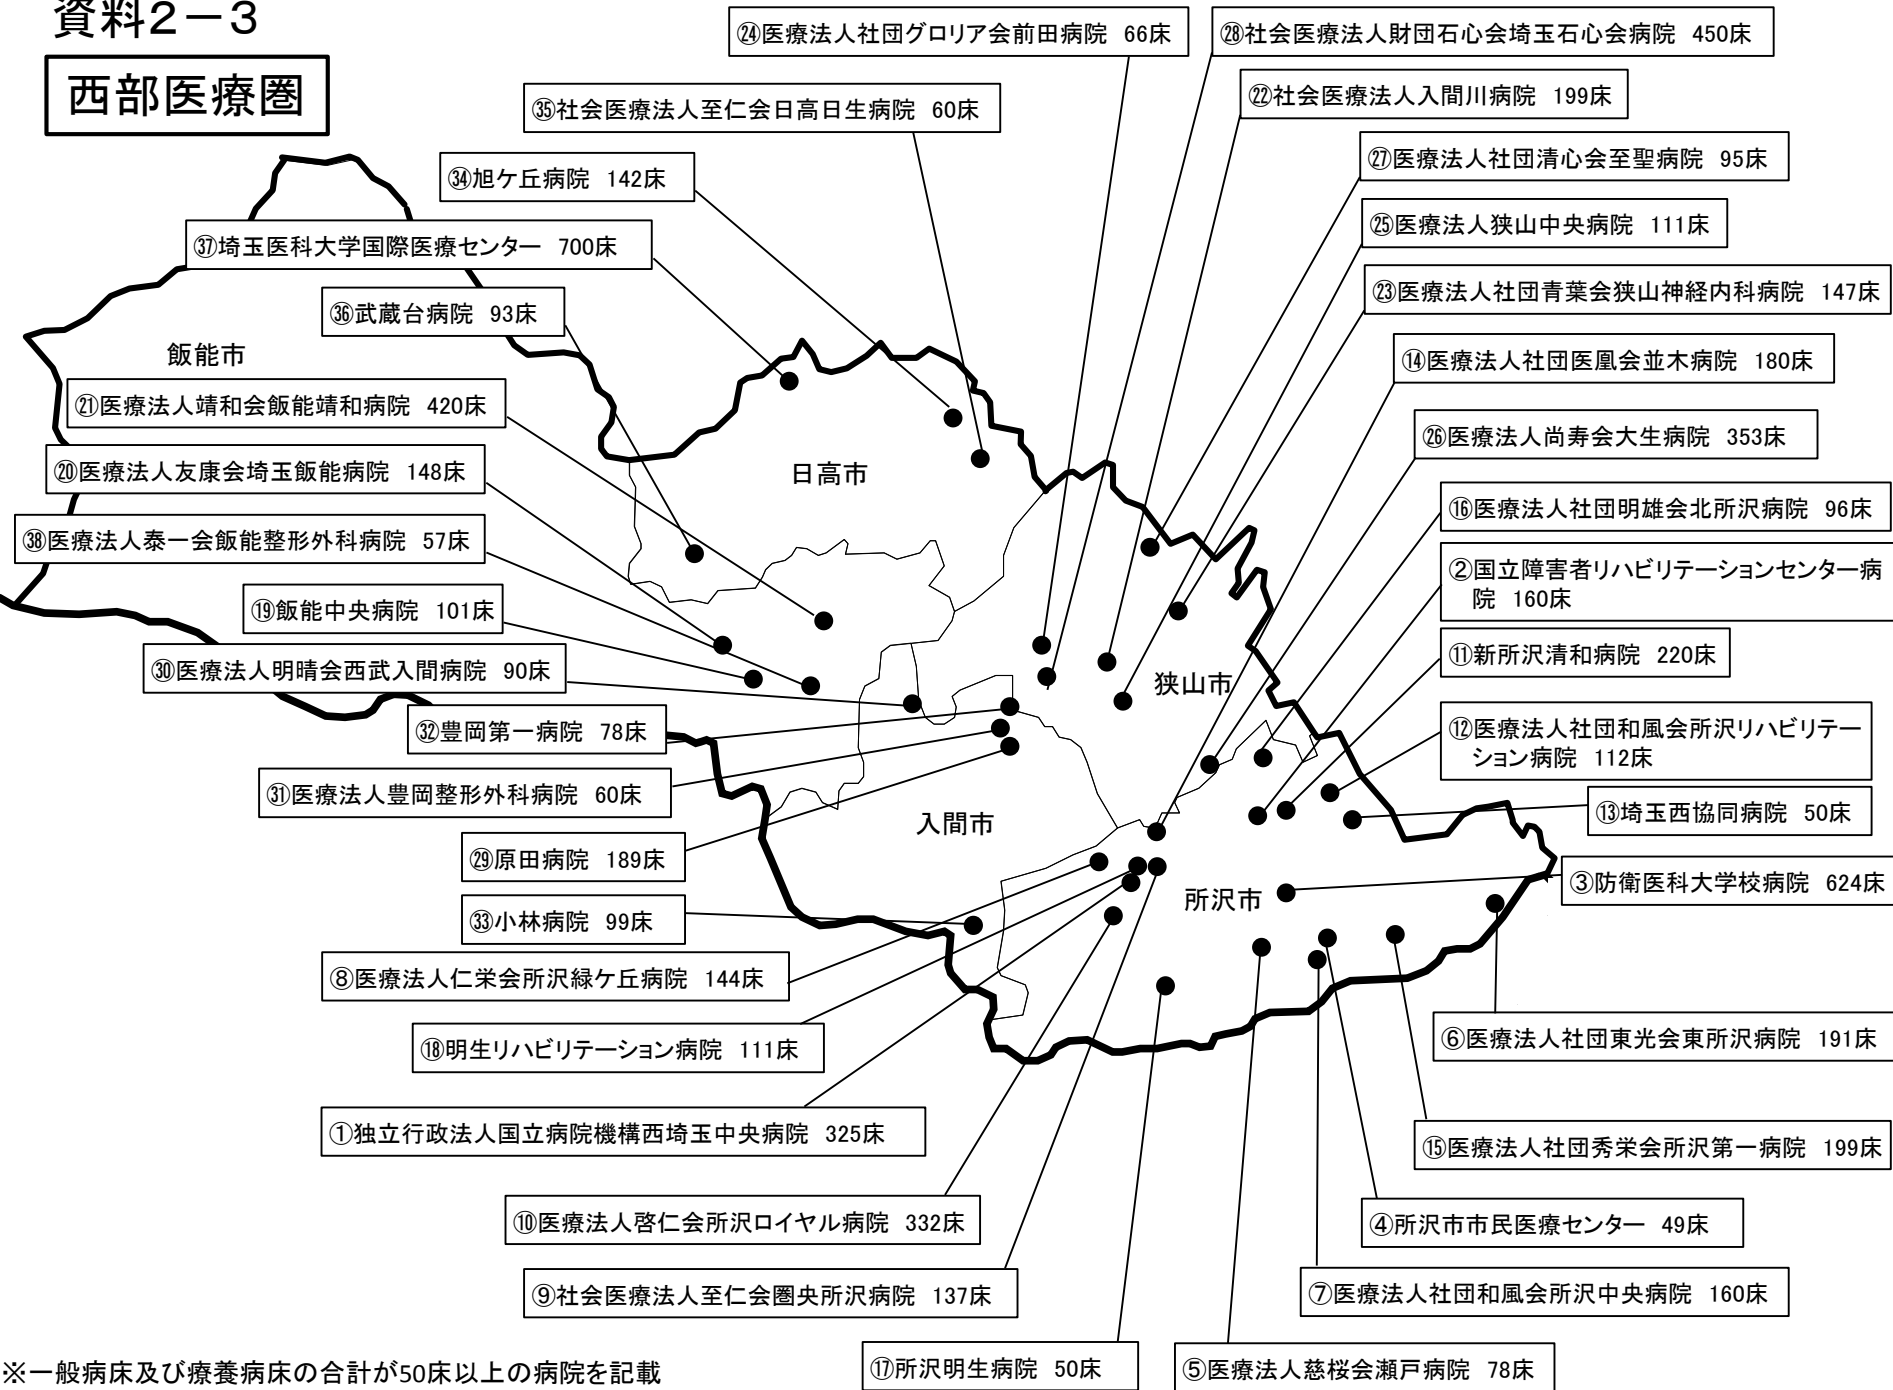 資料2－3
西部医療圏
㉔医療法人社団グロリア会前田病院 66床
㉘社会医療法人財団石心会埼玉石心会病院 450床
㉒社会医療法人入間川病院 199床
㉟社会医療法人至仁会日高日生病院 60床
㉗医療法人社団清心会至聖病院 95床
㉞旭ケ丘病院 142床
㉕医療法人狭山中央病院 111床
㊲埼玉医科大学国際医療センター 700床
㉓医療法人社団青葉会狭山神経内科病院 147床
㊱武蔵台病院 93床
飯能市
⑭医療法人社団医凰会並木病院 180床
㉑医療法人靖和会飯能靖和病院 420床
㉖医療法人尚寿会大生病院 353床
⑳医療法人友康会埼玉飯能病院 148床
日高市
⑯医療法人社団明雄会北所沢病院 96床
㊳医療法人泰一会飯能整形外科病院 57床
②国立障害者リハビリテーションセンター病
院 160床
⑲飯能中央病院 101床
⑪新所沢清和病院 220床
㉚医療法人明晴会西武入間病院 90床
狭山市
㉜豊岡第一病院 78床
⑫医療法人社団和風会所沢リハビリテー
ション病院 112床
㉛医療法人豊岡整形外科病院 60床
⑬埼玉西協同病院 50床
入間市
㉙原田病院 189床
③防衛医科大学校病院 624床
所沢市
㉝小林病院 99床
⑧医療法人仁栄会所沢緑ケ丘病院 144床
⑱明生リハビリテーション病院 111床
⑥医療法人社団東光会東所沢病院 191床
①独立行政法人国立病院機構西埼玉中央病院 325床
⑮医療法人社団秀栄会所沢第一病院 199床
⑩医療法人啓仁会所沢ロイヤル病院 332床
④所沢市市民医療センター 49床
⑨社会医療法人至仁会圏央所沢病院 137床
⑦医療法人社団和風会所沢中央病院 160床
⑰所沢明生病院 50床
⑤医療法人慈桜会瀬戸病院 78床
※一般病床及び療養病床の合計が50床以上の病院を記載